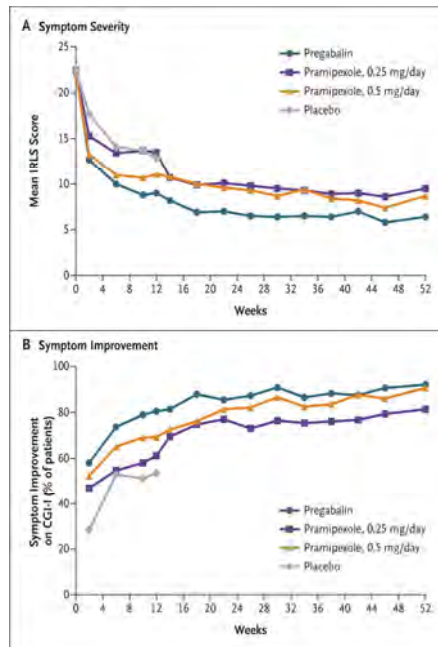 A Symptom Severity
25
20
15
10
5
0
Mean IRLS Score
Pregabalin
Pramipexole, 0.25 mg/day
Pramipexole, 0.5 mg/day
Placebo
0 4 8 12 16 20 24 28 32 36 40 44 48 52
Weeks
B Symptom Improvement
100
80
60
40
20
0
Symptom Improvement
on CGI-I (% of patients)
Pregabalin
Pramipexole, 0.25 mg/day
Pramipexole, 0.5 mg/day
Placebo
0 4 8 12 16 20 24 28 32 36 40 44 48 52
Weeks